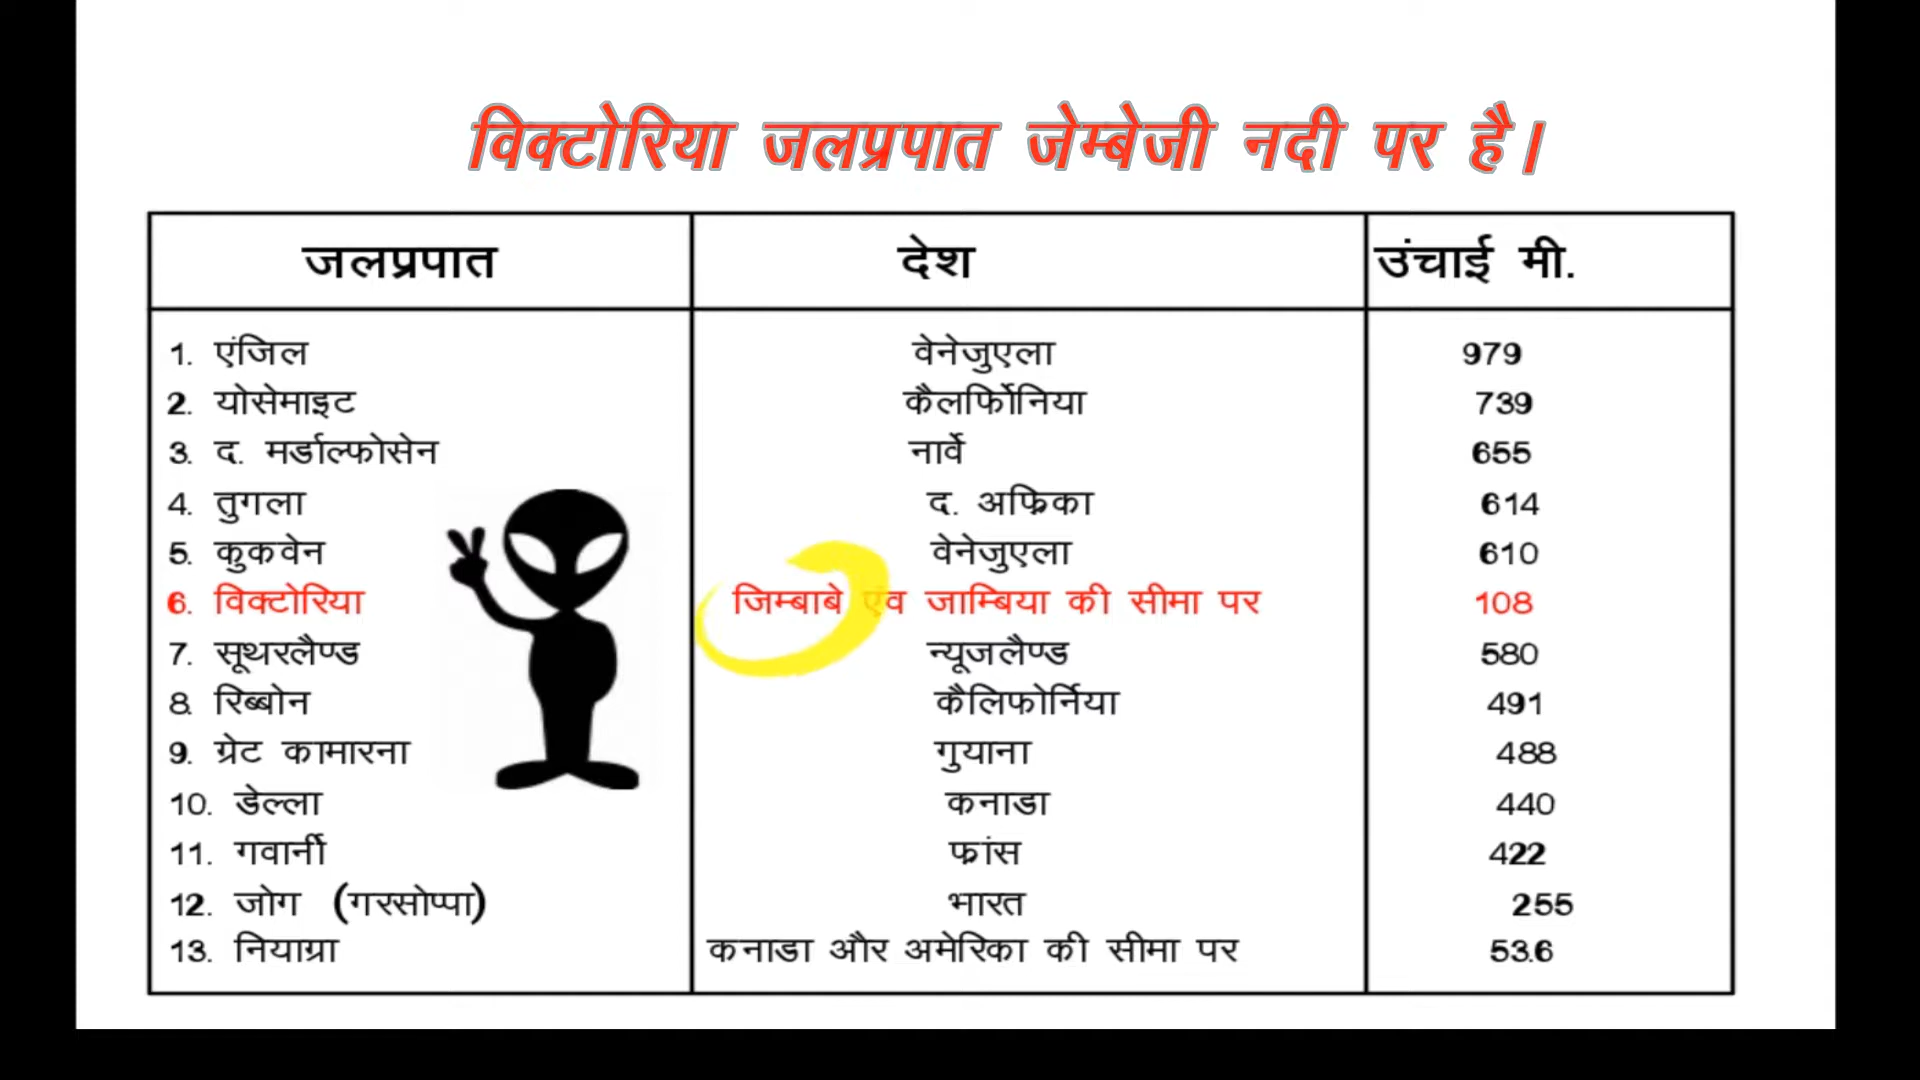 विक्टोरिया जलप्रपात जेम्बेजी नदी पर है।
जलप्रपात देश उंचाई मी.
1. एंजिल वेनेजुएला 979
2. योसेमाइट कैलर्फोिनिया 739
3. द. मर्डाल्फोसेन नार्वे 655
4. तुगला द. अफ्रिका 614
5. कुकवेन वेनेजुएला 610
6. विक्टोरिया जिम्बाबे एंव जाम्बिया की सीमा पर 108
7. सूथरलैण्ड न्यूजलैण्ड 580
8. रिब्बोन कैलिफोर्निया 491
9. ग्रेट कामारना गुयाना 488
10. डेल्ला कनाडा 440
11. गवार्नी फ्रांस 422
12. जोग (गरसोप्पा) भारत 255
13. नियाग्रा कनाडा और अमेरिका की सीमा पर 53.6